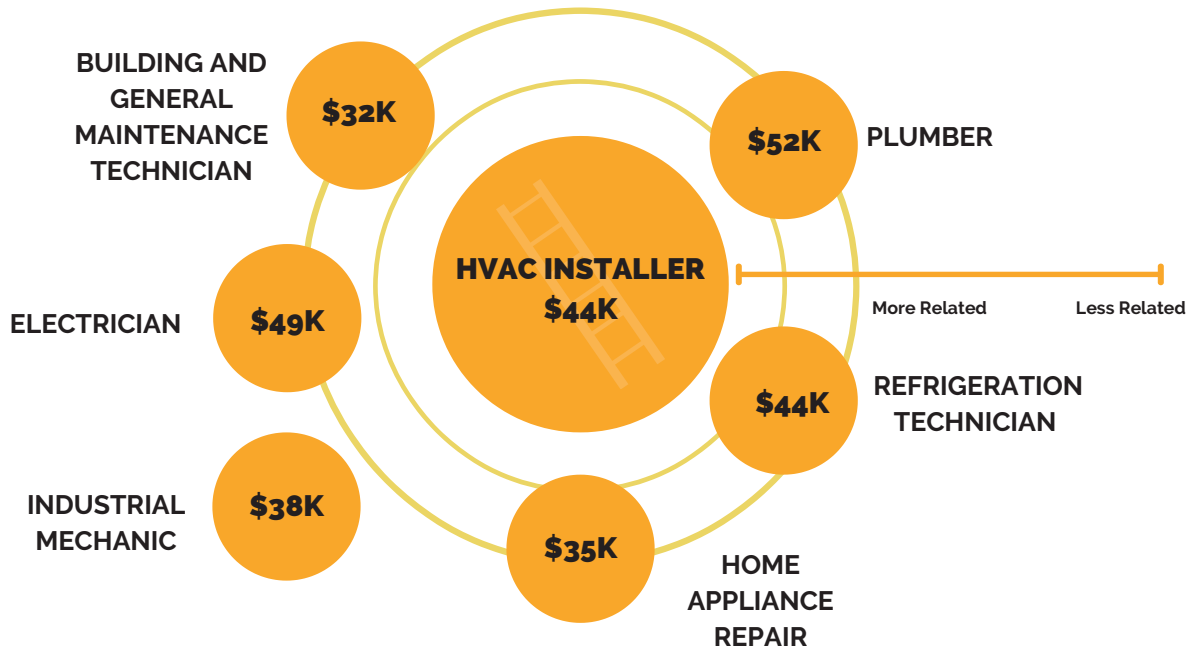 BUILDING AND
GENERAL
MAINTENANCE
TECHNICIAN
$32K
$52K
PLUMBER
HVAC INSTALLER
$44K
More Related
Less Related
ELECTRICIAN
$49K
$44K
REFRIGERATION
TECHNICIAN
INDUSTRIAL
MECHANIC
$38K
$35K
HOME
APPLIANCE
REPAIR